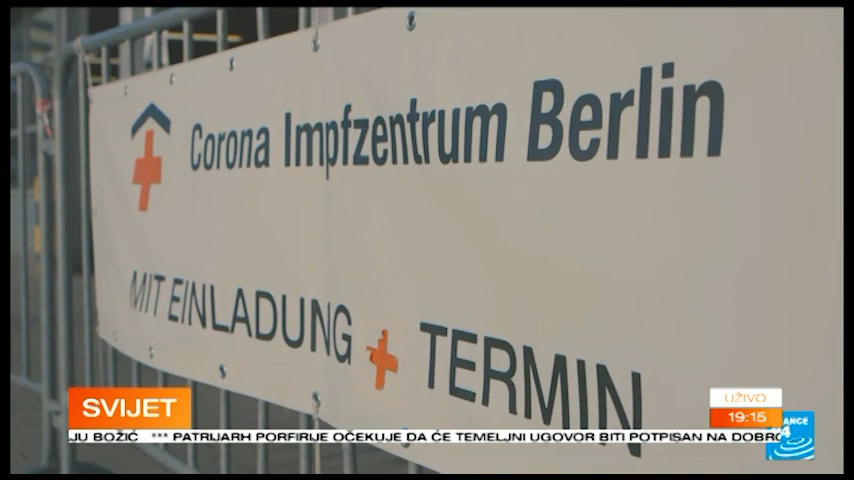 Corona Impfzentrum Berlin
MIT EINLADUNG + TERMIN
SVIJET
UŽIVO
19:15
JU BOŽIĆ *** PATRIJARH PORFIRIJE OČEKUJE DA ĆE TEMELJNI UGOVOR BITI POTPISAN NA DOBRO